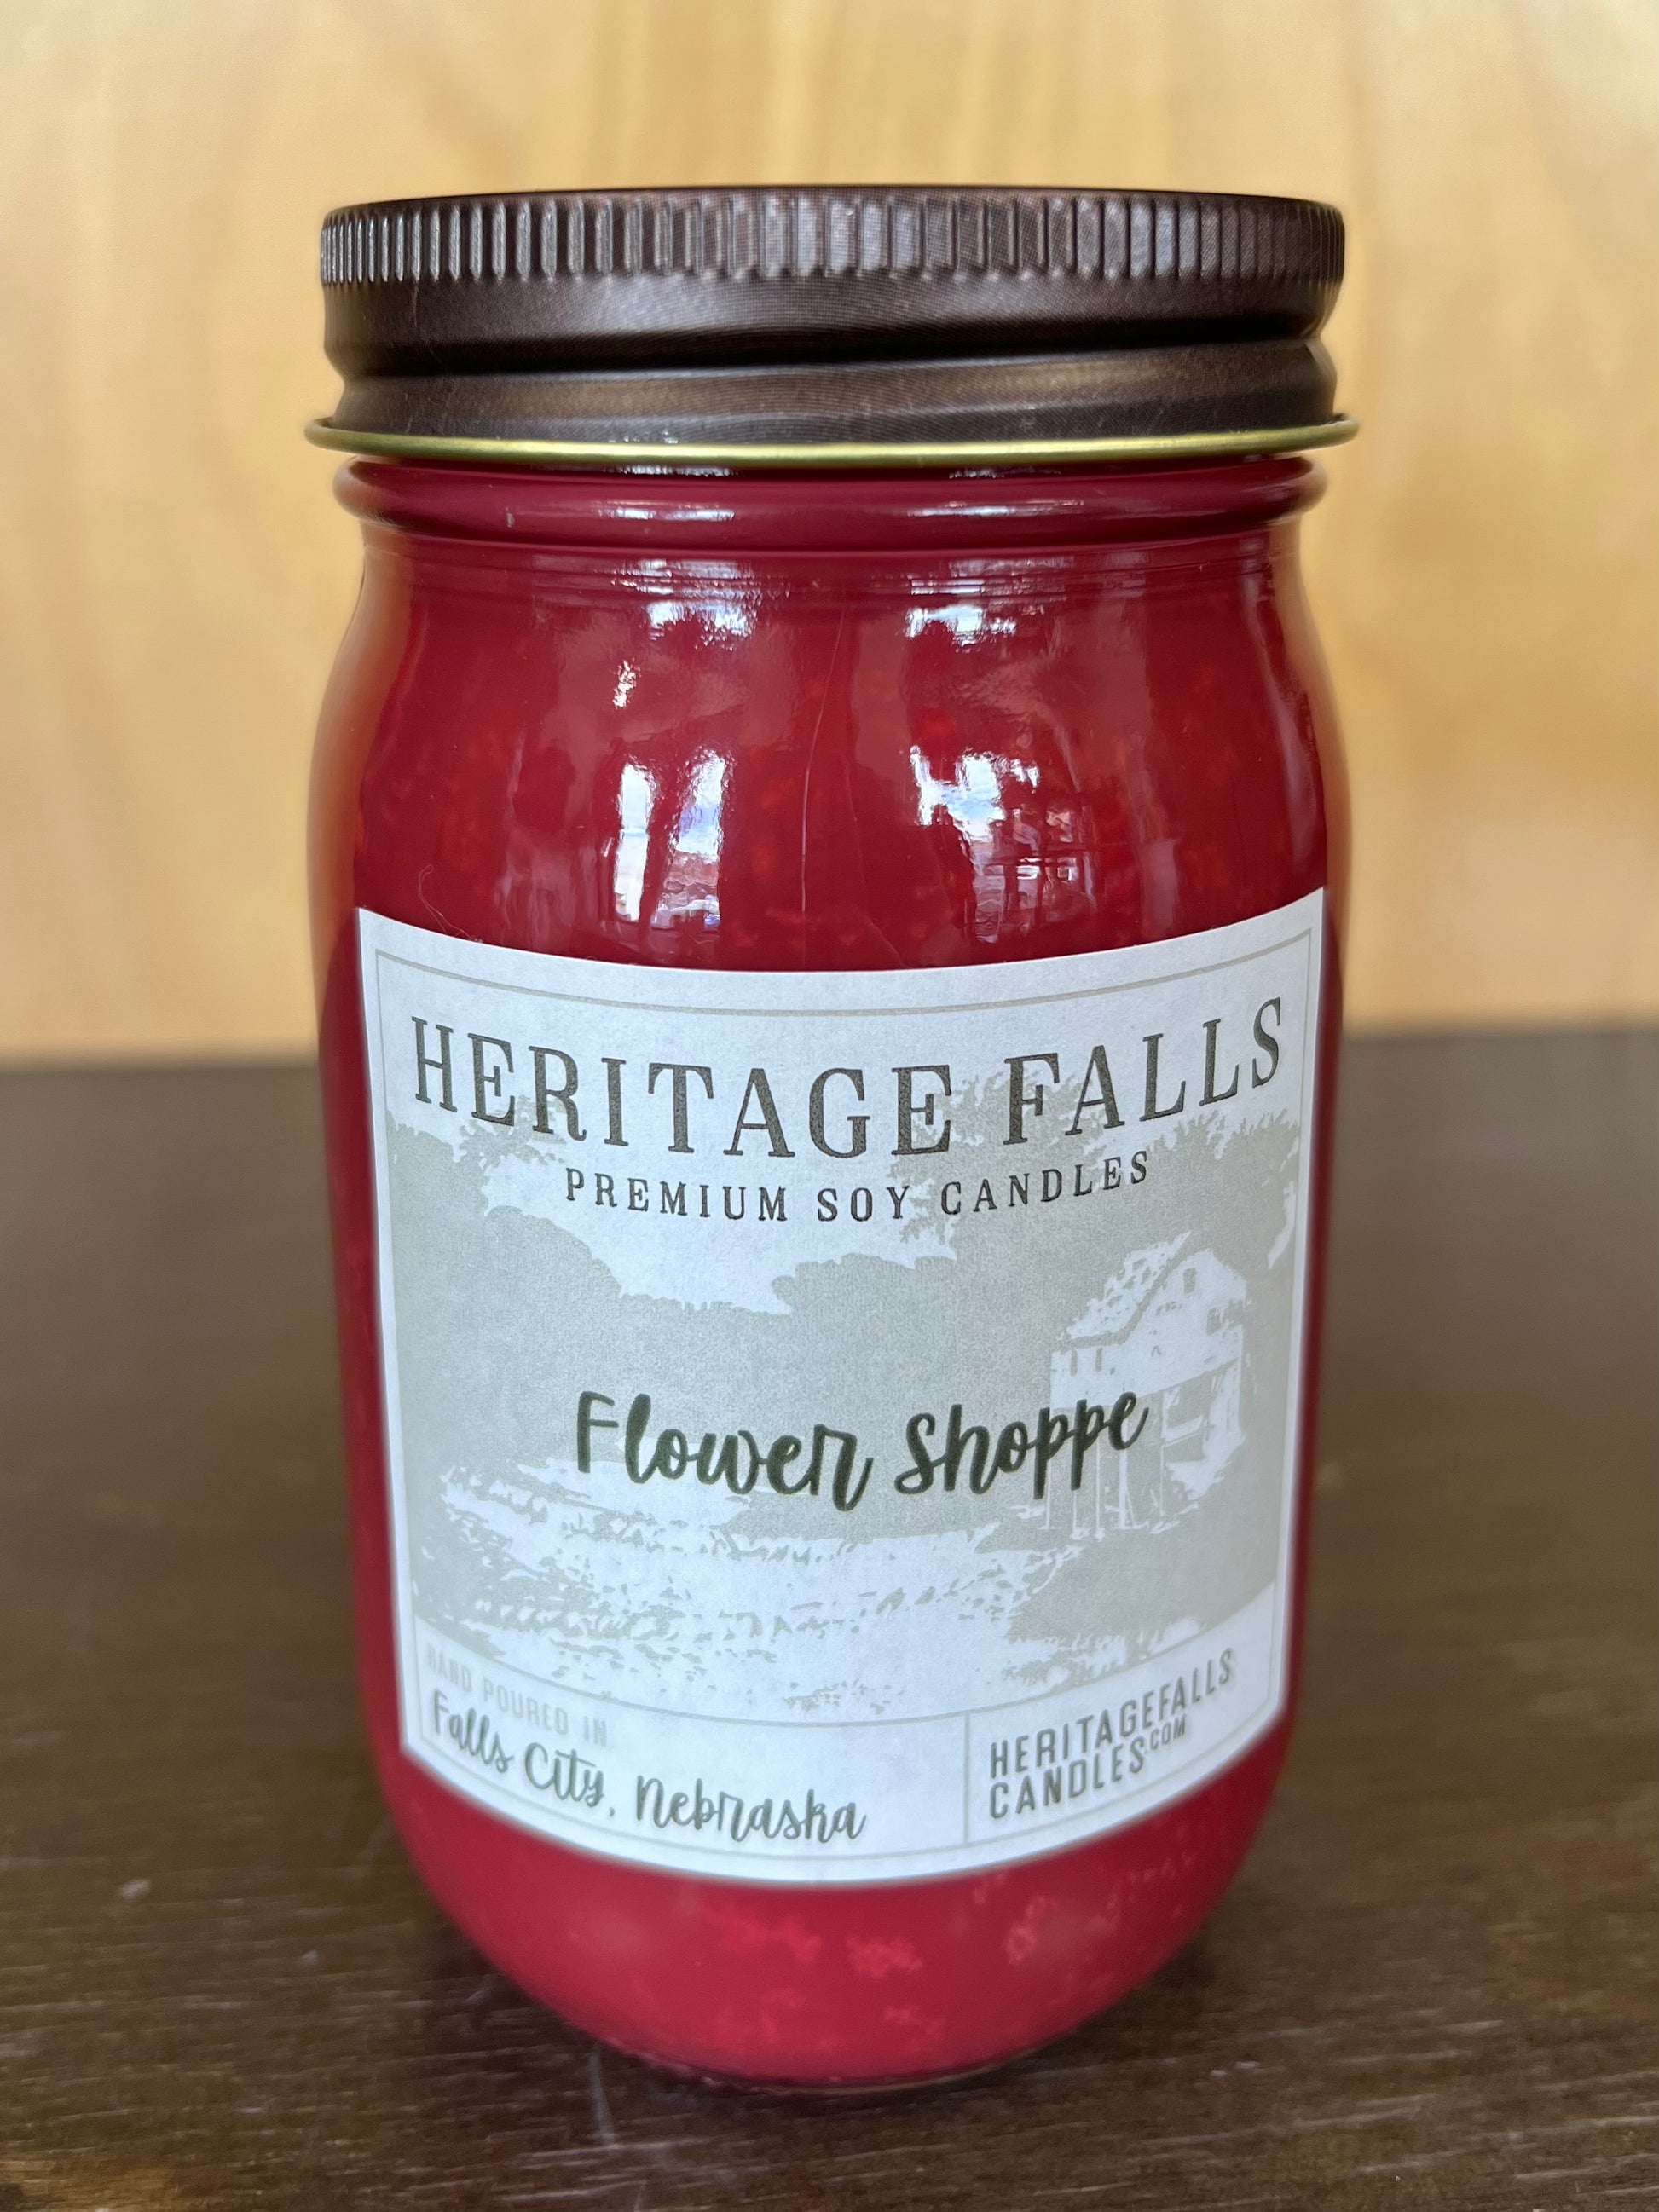 HERITAGE FALLS
PREMIUM SOY CANDLES
Flower Shoppe
HAND POURED IN
Falls City, Nebraska
HERITAGEFALLS
CANDLES.COM